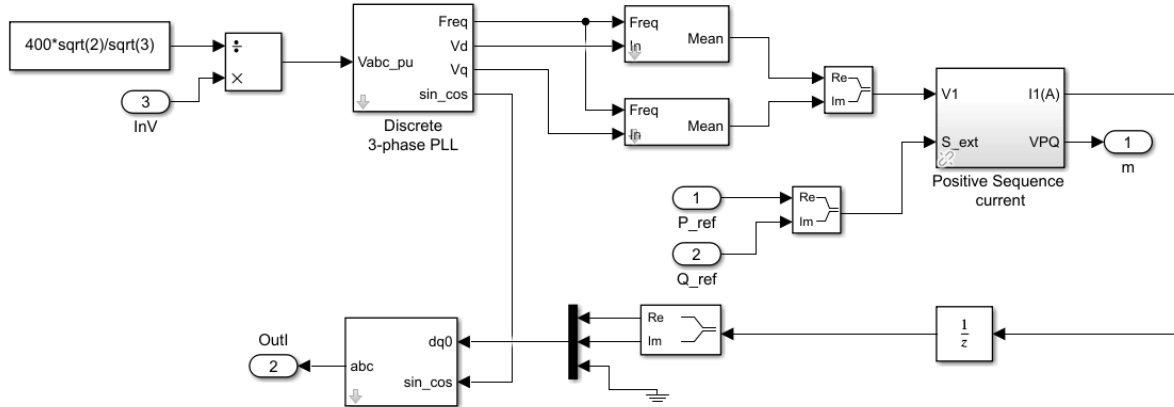 400*sqrt(2)/sqrt(3)
÷
×
3
InV
Vabc_pu
Freq
Vd
Vq
sin_cos
Discrete
3-phase PLL
Freq
In
Mean
Freq
In
Mean
Re
Im
V1
S_ext
I1(A)
VPQ
Positive Sequence
current
1
m
1
P_ref
2
Q_ref
Re
Im
1
z
Re
Im
dq0
sin_cos
abc
OutI
2